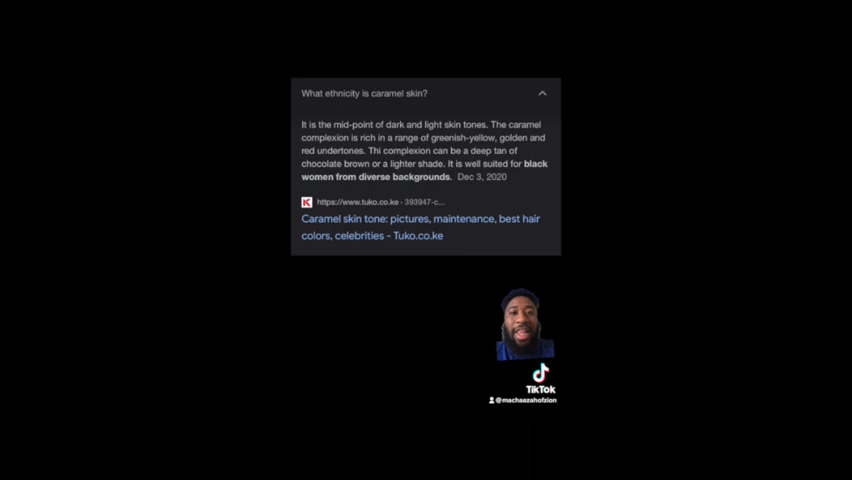 What ethnicity is caramel skin?
It is the mid-point of dark and light skin tones. The caramel
complexion is rich in a range of greenish-yellow, golden and
red undertones. Thi complexion can be a deep tan of
chocolate brown or a lighter shade. It is well suited for black
women from diverse backgrounds. Dec 3, 2020
K
https://www.tuko.co.ke › 393947-c...
Caramel skin tone: pictures, maintenance, best hair
colors, celebrities - Tuko.co.ke
TikTok
@machaazahofzion